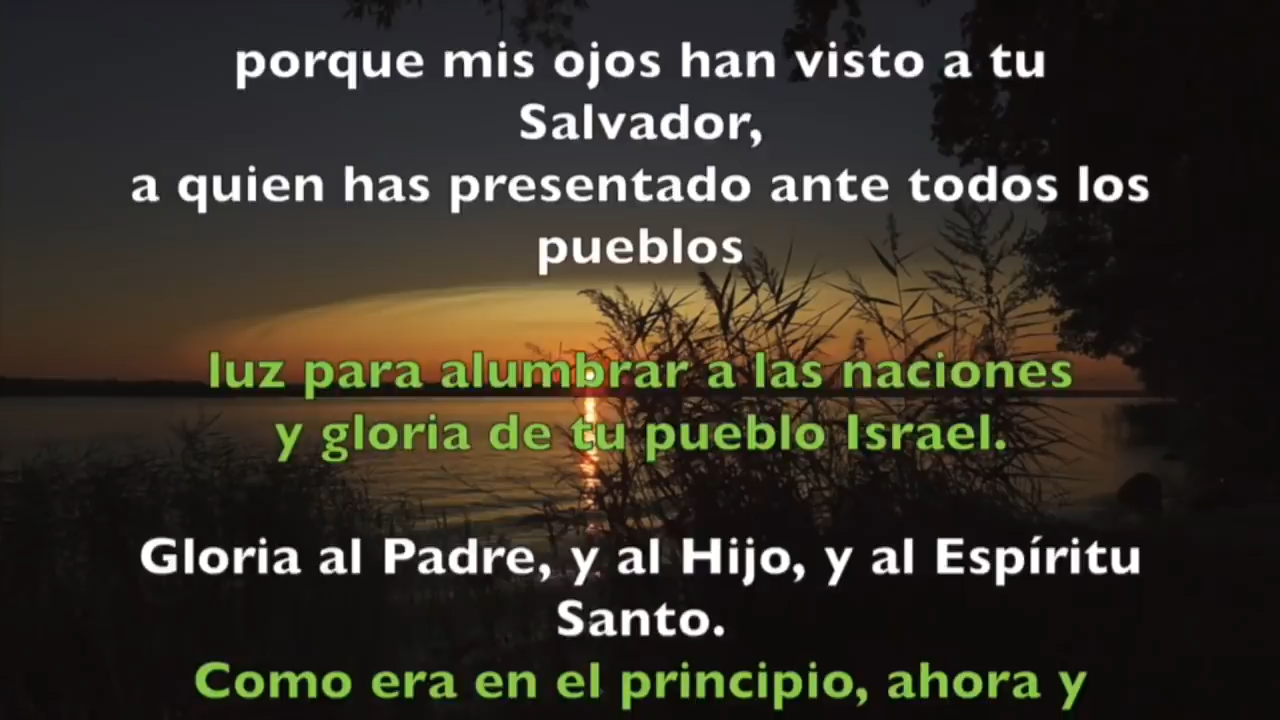 porque mis ojos han visto a tu
Salvador,
a quien has presentado ante todos los
pueblos
luz para alumbrar a las naciones
y gloria de tu pueblo Israel.
Gloria al Padre, y al Hijo, y al Espíritu
Santo.
Como era en el principio, ahora y